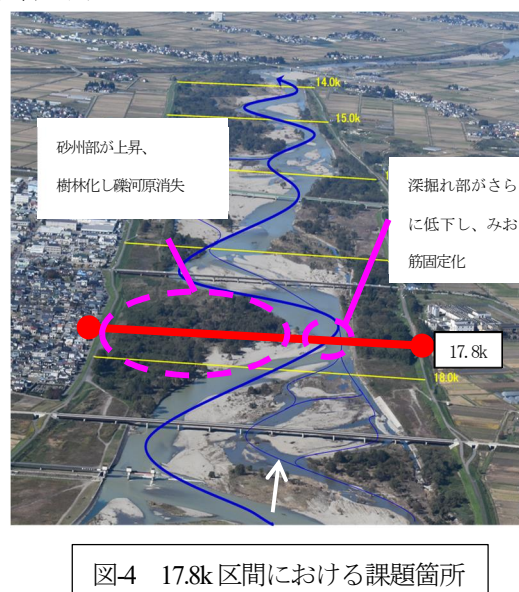 14.0k
15.0k
砂州部が上昇、
樹林化し礫河原消失
深掘れ部がさら
に低下し、みお
筋固定化
17.8k
18.0k
図-4 17.8k 区間における課題箇所